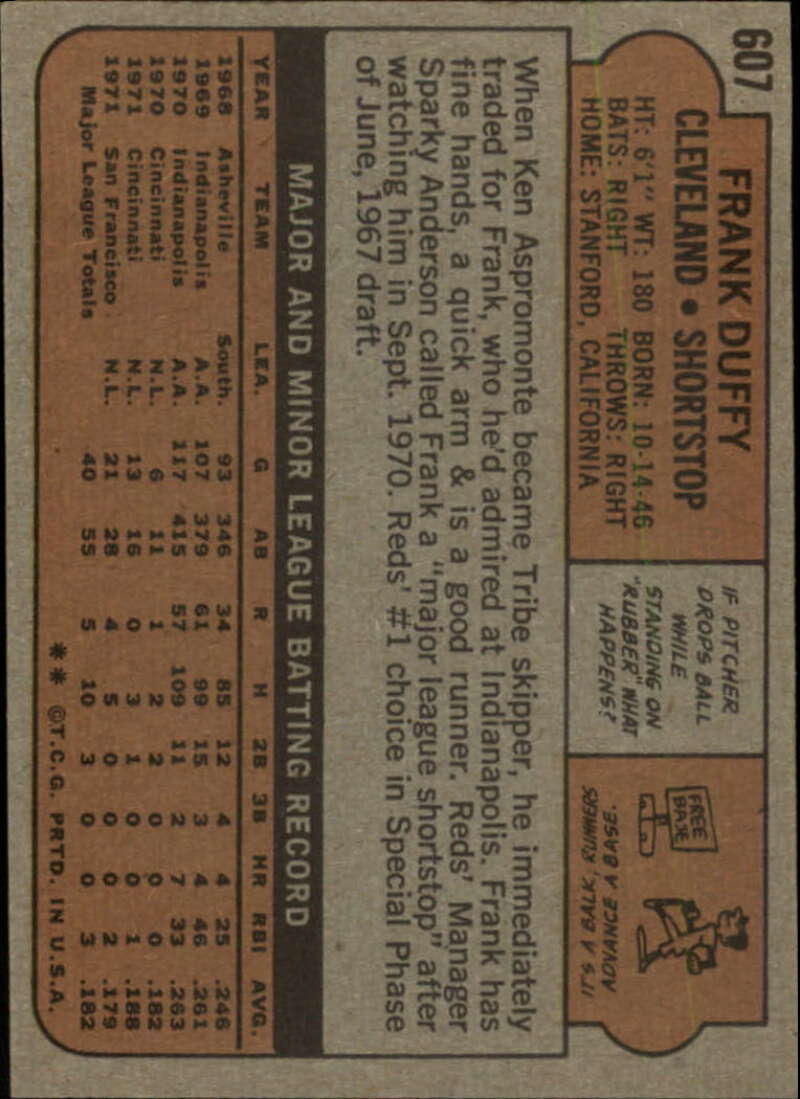 607
FRANK DUFFY
CLEVELAND • SHORTSTOP
HT: 6'1" WT: 180 BORN: 10-14-46
BATS: RIGHT THROWS: RIGHT
HOME: STANFORD, CALIFORNIA
IF PITCHER
DROPS BALL
WHILE
STANDING ON
"RUBBER" WHAT
HAPPENS?
FREE
BASE
IT'S A BALK, RUNNERS
ADVANCE A BASE.
When Ken Aspromonte became Tribe skipper, he immediately
traded for Frank, who he'd admired at Indianapolis. Frank has
fine hands, a quick arm & is a good runner. Reds' Manager
Sparky Anderson called Frank a "major league shortstop" after
watching him in Sept. 1970. Reds' #1 choice in Special Phase
of June, 1967 draft.
MAJOR AND MINOR LEAGUE BATTING RECORD
YEAR TEAM LEA. G AB R H 2B 3B HR RBI AVG.
1968 Asheville South. 93 346 34 85 12 4 4 25 .246
1969 Indianapolis A.A. 107 379 61 99 15 3 4 46 .261
1970 Indianapolis A.A. 117 415 57 109 11 2 7 33 .263
1970 Cincinnati N.L. 6 11 1 2 2 0 0 0 .182
1971 Cincinnati N.L. 13 16 0 3 1 0 0 1 .188
1971 San Francisco N.L. 21 28 4 5 0 0 0 2 .179
Major League Totals 40 55 5 10 3 0 0 3 .182
** ©T.C.G. PRTD. IN U.S.A.